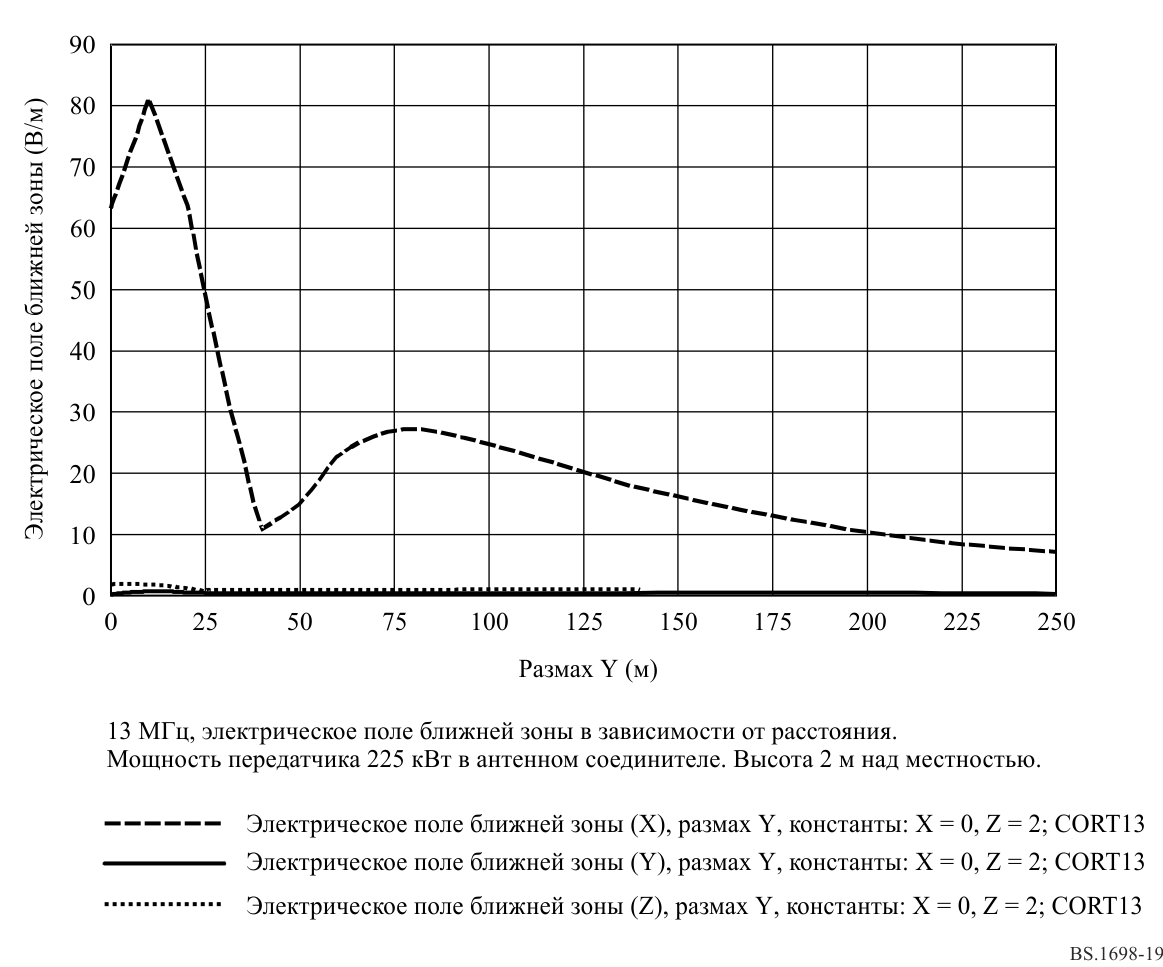 Электрическое поле ближней зоны (В/м)
90
80
70
60
50
40
30
20
10
0
0 25 50 75 100 125 150 175 200 225 250
Размах Y (м)
13 МГц, электрическое поле ближней зоны в зависимости от расстояния.
Мощность передатчика 225 кВт в антенном соединителе. Высота 2 м над местностью.
Электрическое поле ближней зоны (X), размах Y, константы: X = 0, Z = 2; CORT13
Электрическое поле ближней зоны (Y), размах Y, константы: X = 0, Z = 2; CORT13
Электрическое поле ближней зоны (Z), размах Y, константы: X = 0, Z = 2; CORT13
BS.1698-19